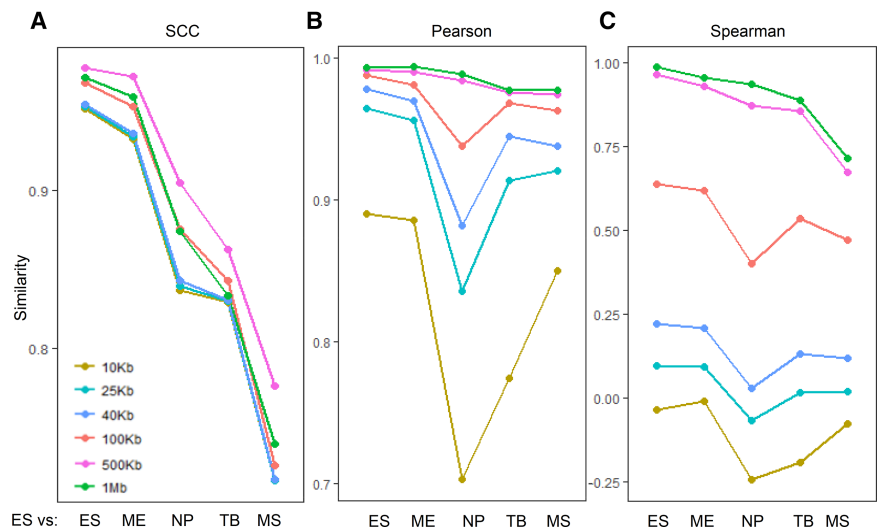 A SCC
B Pearson
C Spearman
Similarity
0.9
0.8
10Kb
25Kb
40Kb
100Kb
500Kb
1Mb
1.0
0.9
0.8
0.7
1.00
0.75
0.50
0.25
0.00
-0.25
ES vs: ES ME NP TB MS
ES ME NP TB MS
ES ME NP TB MS